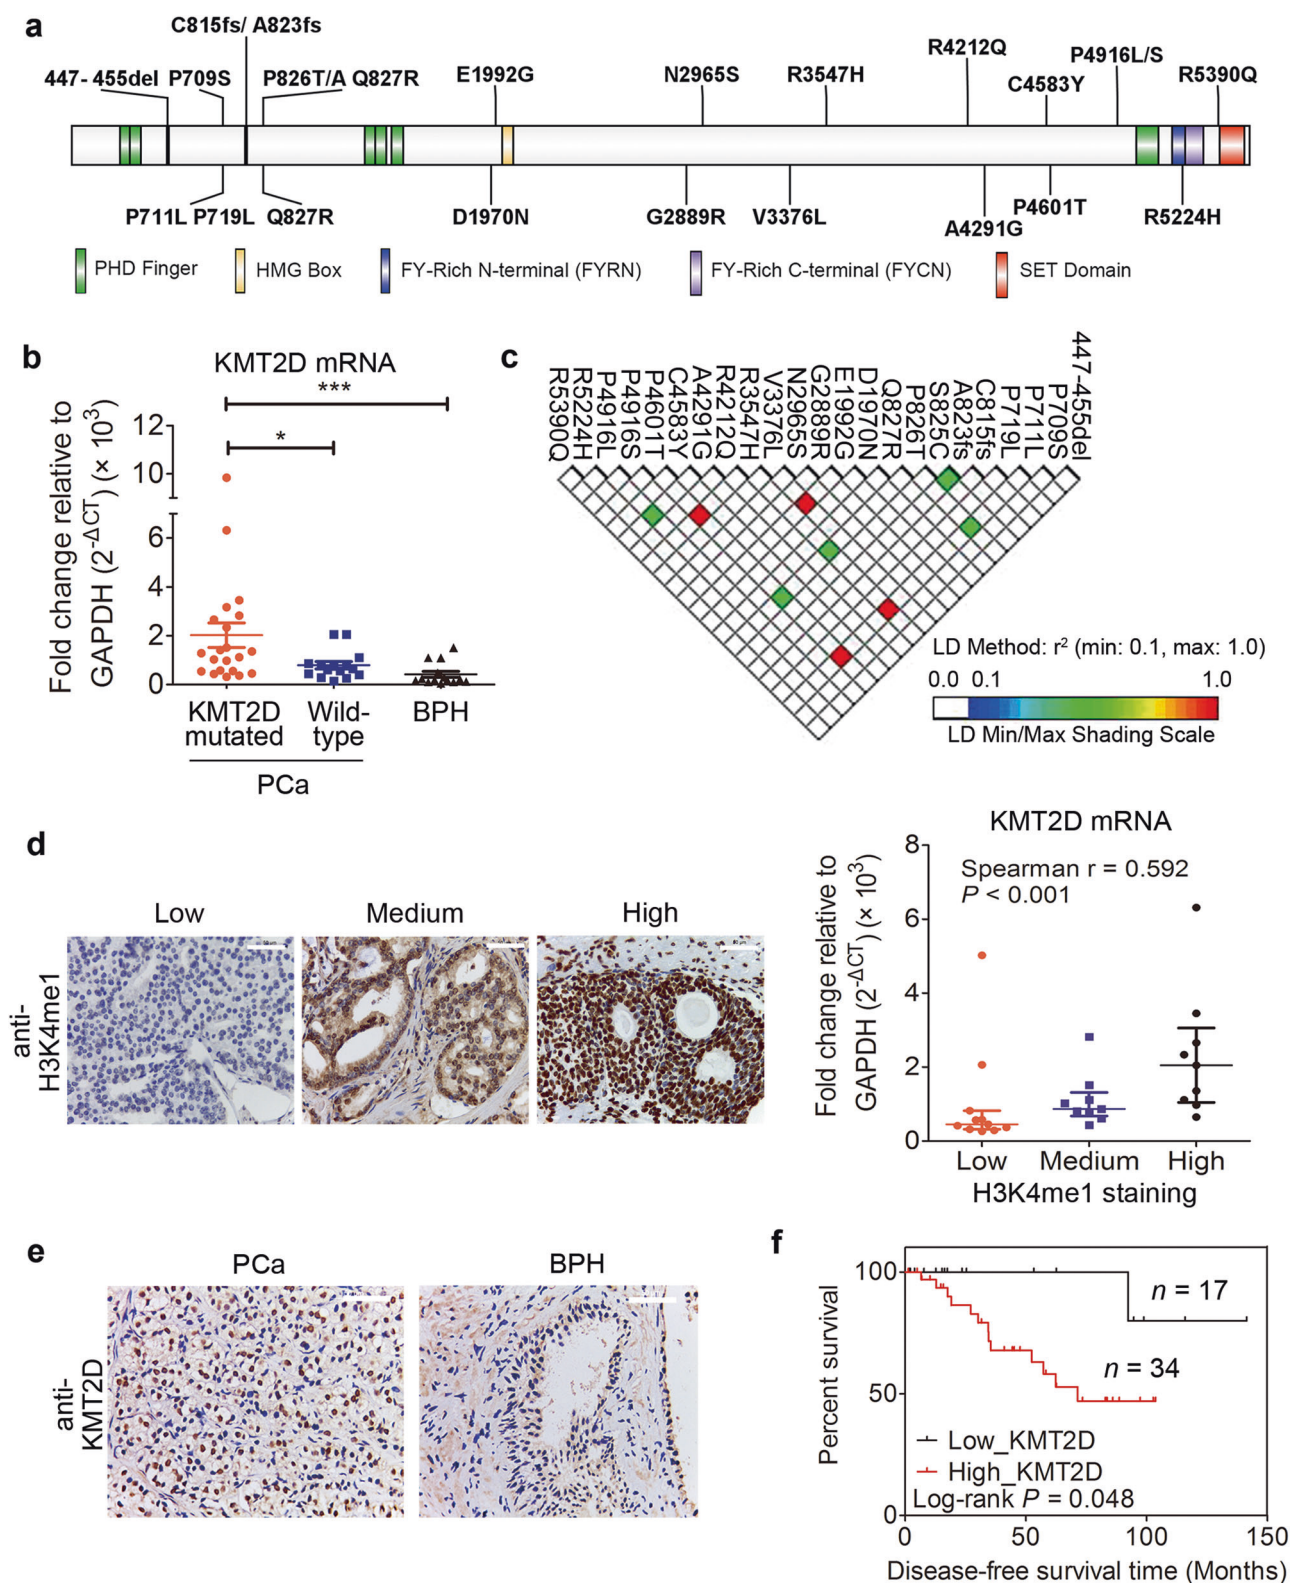 a
C815fs/ A823fs
447- 455del P709S P826T/A Q827R E1992G N2965S R3547H R4212Q C4583Y P4916L/S R5390Q
P711L P719L Q827R D1970N G2889R V3376L A4291G P4601T R5224H
PHD Finger HMG Box FY-Rich N-terminal (FYRN) FY-Rich C-terminal (FYCN) SET Domain
b
KMT2D mRNA
***
*
Fold change relative to
GAPDH (2-ΔCT) (× 10³)
12
10
6
4
2
0
KMT2D
mutated
Wild-
type
BPH
PCa
c
R5390Q
R5224H
P4916L
P4916S
P4601T
C4583Y
A4291G
R4212Q
R3547H
V3376L
N2965S
G2889R
E1992G
D1970N
Q827R
P826T
S825C
A823fs
C815fs
P719L
P711L
P709S
447-455del
LD Method: r² (min: 0.1, max: 1.0)
0.0 0.1 1.0
LD Min/Max Shading Scale
d
Low Medium High
anti-
H3K4me1
KMT2D mRNA
Spearman r = 0.592
P < 0.001
Fold change relative to
GAPDH (2-ΔCT) (× 10³)
8
6
4
2
0
Low Medium High
H3K4me1 staining
e
PCa BPH
anti-
KMT2D
f
Percent survival
100
50
0
n = 17
n = 34
Low_KMT2D
High_KMT2D
Log-rank P = 0.048
0 50 100 150
Disease-free survival time (Months)